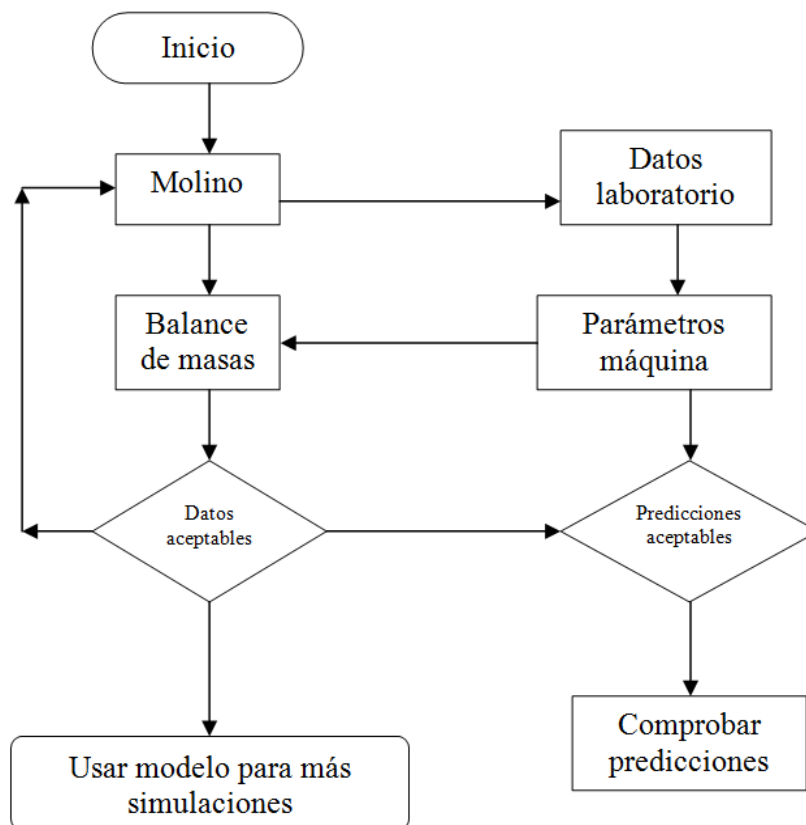 Inicio
Molino
Datos
laboratorio
Balance
de masas
Parámetros
máquina
Datos
aceptables
Predicciones
aceptables
Usar modelo para más
simulaciones
Comprobar
predicciones